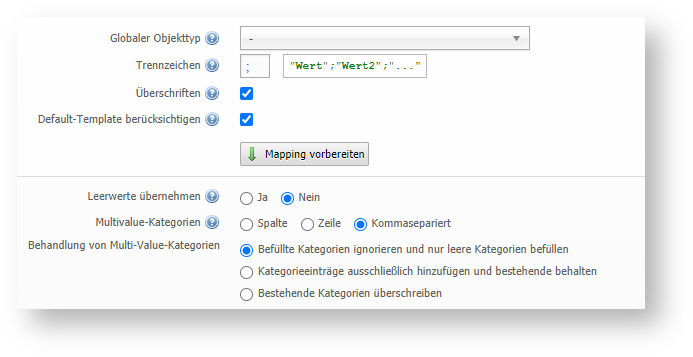 Globaler Objekttyp -
Trennzeichen ; "Wert";"Wert2";"..."
Überschriften
Default-Template berücksichtigen
Mapping vorbereiten
Leerwerte übernehmen Ja Nein
Multivalue-Kategorien Spalte Zeile Kommasepariert
Behandlung von Multi-Value-Kategorien Befüllte Kategorien ignorieren und nur leere Kategorien befüllen
Kategorieeinträge ausschließlich hinzufügen und bestehende behalten
Bestehende Kategorien überschreiben